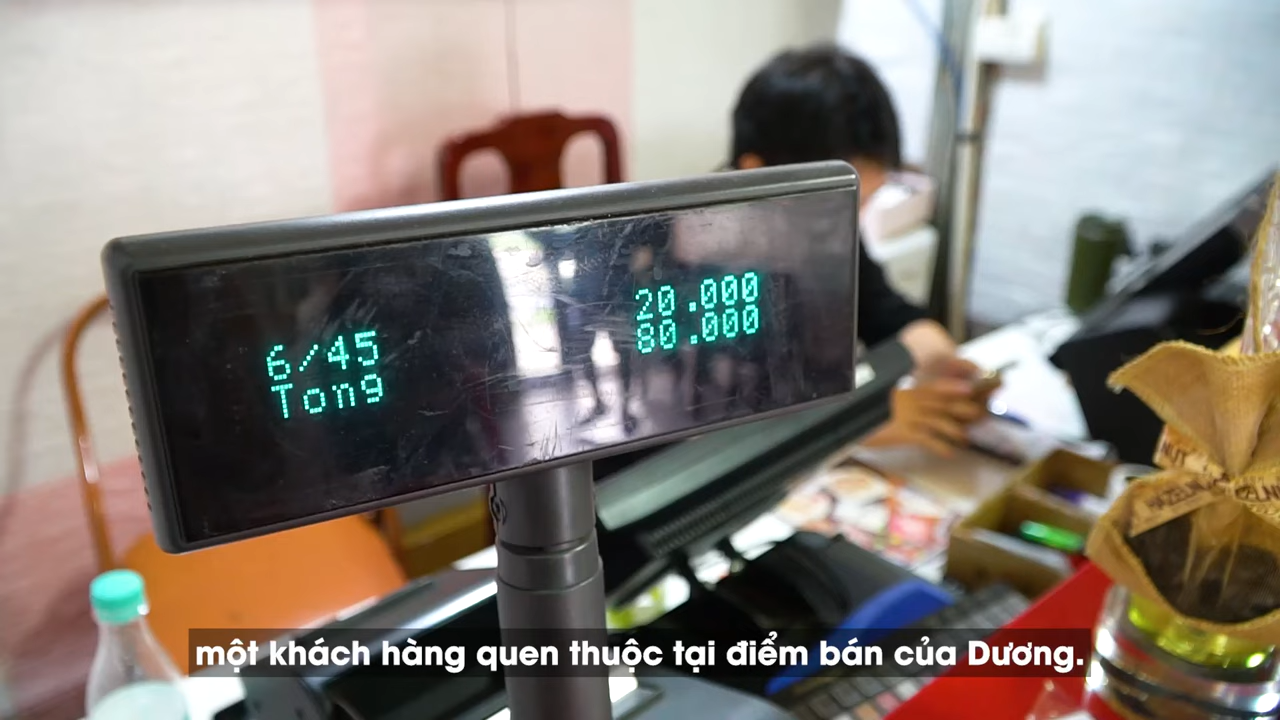 6/45 20.000
Tong 80.000
một khách hàng quen thuộc tại điểm bán của Dương.